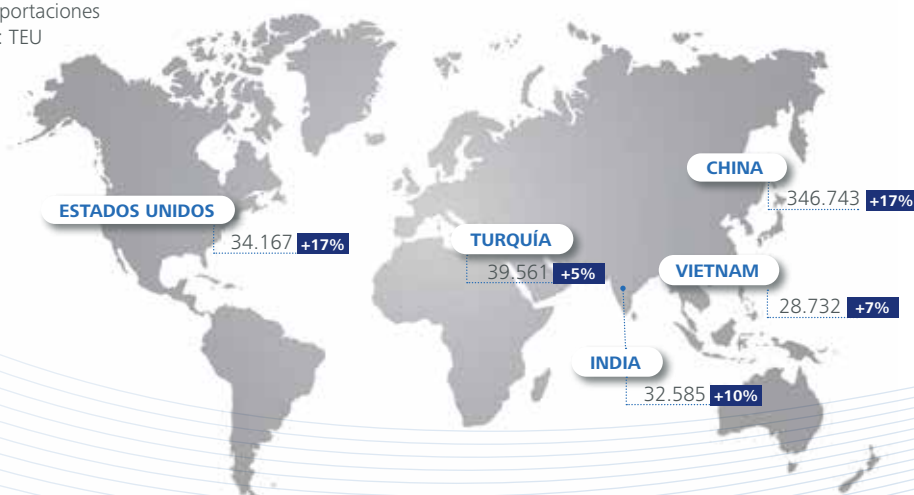 portaciones
: TEU
CHINA
346.743 +17%
ESTADOS UNIDOS
34.167 +17%
TURQUÍA
39.561 +5%
VIETNAM
28.732 +7%
INDIA
32.585 +10%